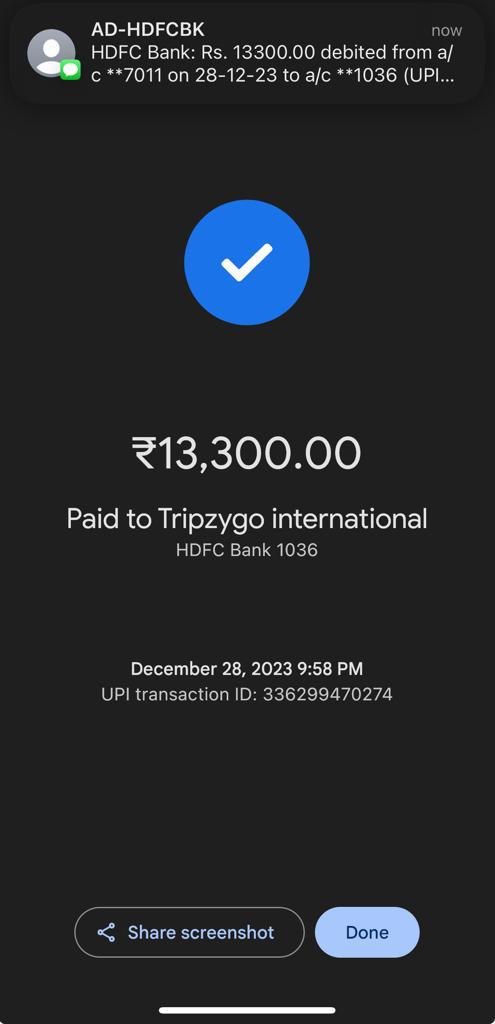 AD-HDFCBK
now
HDFC Bank: Rs. 13300.00 debited from a/
c **7011 on 28-12-23 to a/c **1036 (UPI...
₹13,300.00
Paid to Tripzygo international
HDFC Bank 1036
December 28, 2023 9:58 PM
UPI transaction ID: 336299470274
Share screenshot
Done